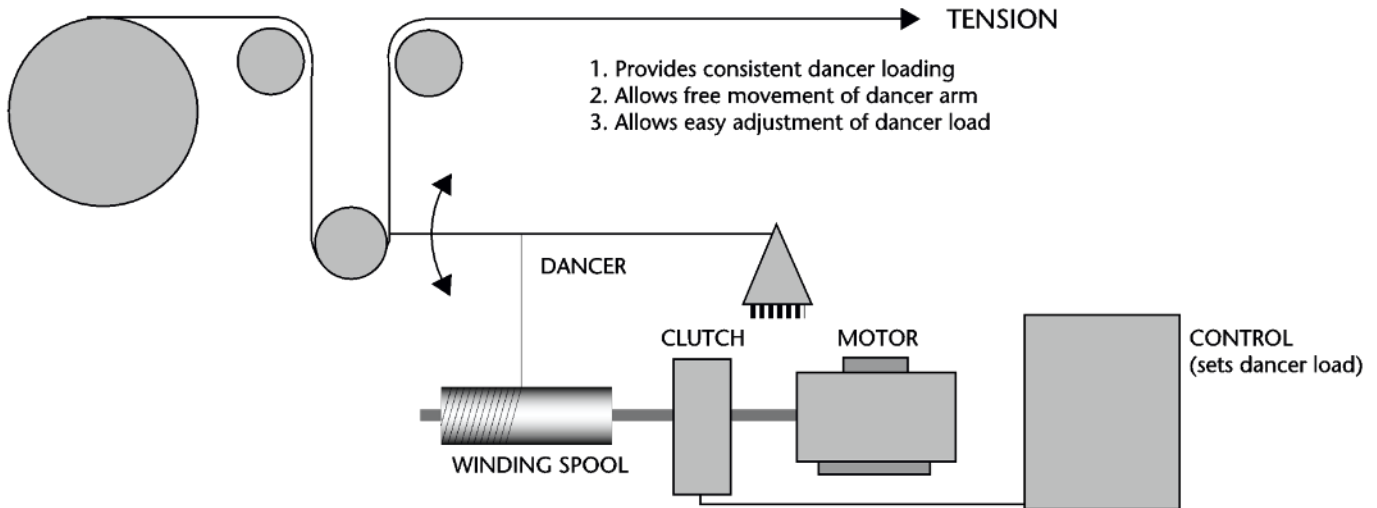 TENSION
1. Provides consistent dancer loading
2. Allows free movement of dancer arm
3. Allows easy adjustment of dancer load
DANCER
CLUTCH
MOTOR
CONTROL
(sets dancer load)
WINDING SPOOL